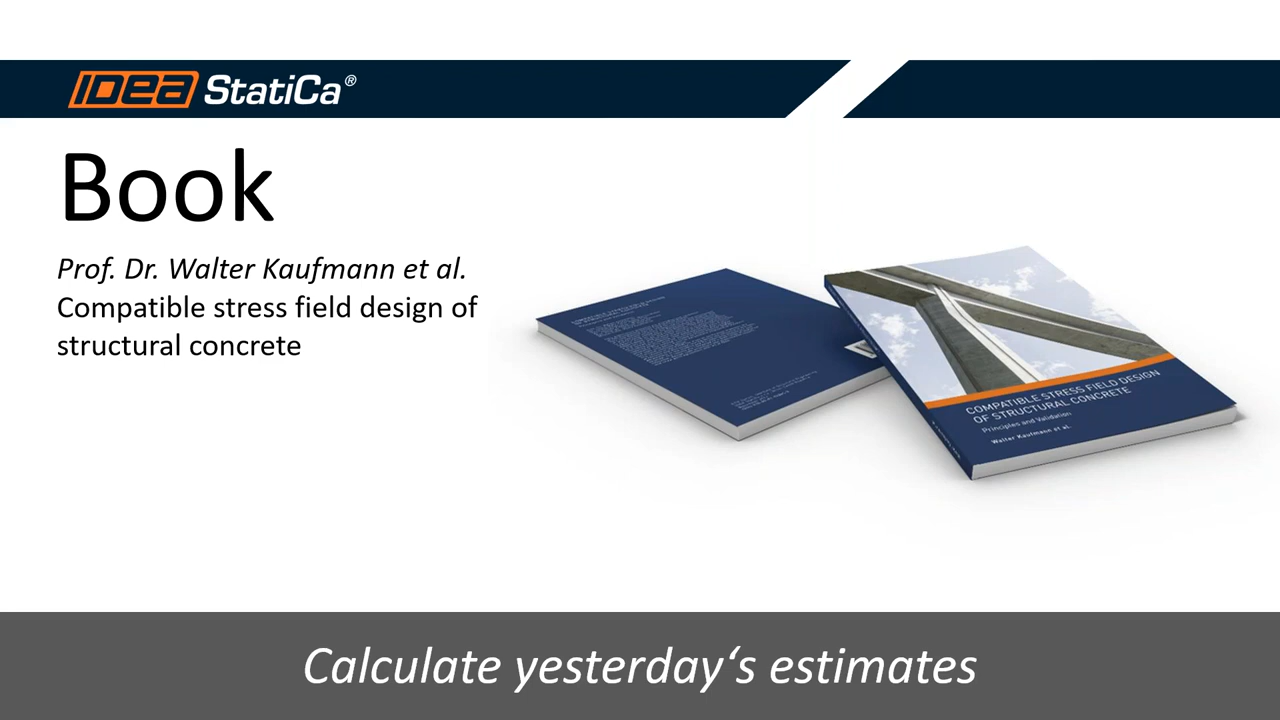 IDEA StatiCa®
Book
Prof. Dr. Walter Kaufmann et al.
Compatible stress field design of
structural concrete
COMPATIBLE STRESS FIELD DESIGN
OF STRUCTURAL CONCRETE
Principles and Validation
Walter Kaufmann et al.
Calculate yesterday‘s estimates